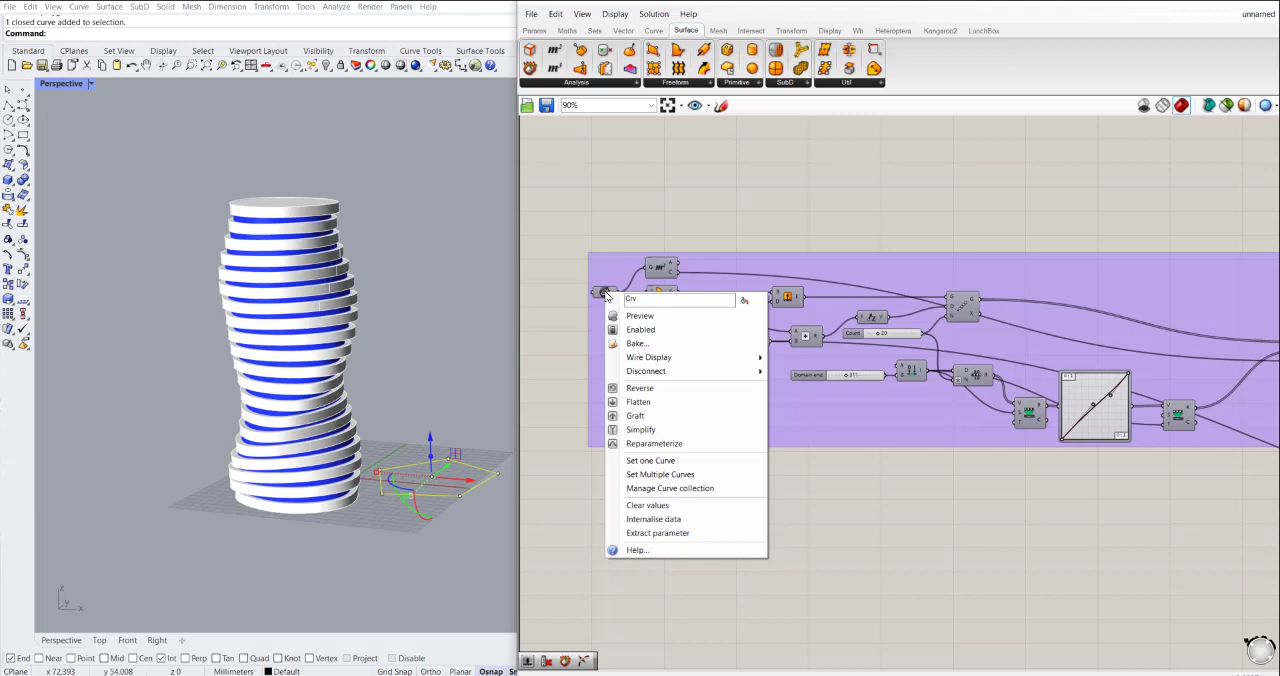 File Edit View Curve Surface SubD Solid Mesh Dimension Transform Tools Analyze Render Panels Help
1 closed curve added to selection.
Command:
Standard CPlanes Set View Display Select Viewport Layout Visibility Transform Curve Tools Surface Tools
Perspective
z
y x
Perspective Top Front Right
End Near Point Mid Cen Int Perp Tan Quad Knot Vertex Project Disable
CPlane x 72.393 y 54.008 z 0 Millimeters Default Grid Snap Ortho Planar Osnap
File Edit View Display Solution Help unnamed
Params Maths Sets Vector Curve Surface Mesh Intersect Transform Display Wb Heteroptera Kangaroo2 LunchBox
Analysis Freeform Primitive SubD Util
90%
Crv
Preview
Enabled
Bake...
Wire Display
Disconnect
Reverse
Flatten
Graft
Simplify
Reparameterize
Set one Curve
Set Multiple Curves
Manage Curve collection
Clear values
Internalise data
Extract parameter
Help...
Count 20
Domain end